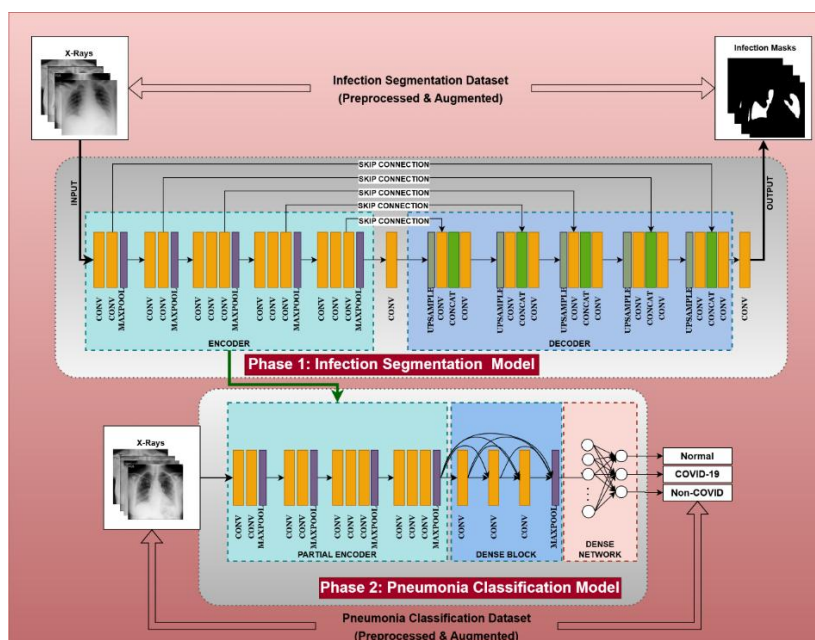 X-Rays
Infection Segmentation Dataset
(Preprocessed & Augmented)
Infection Masks
INPUT
SKIP CONNECTION
SKIP CONNECTION
SKIP CONNECTION
SKIP CONNECTION
SKIP CONNECTION
OUTPUT
CONV
CONV
MAXPOOL
CONV
CONV
MAXPOOL
CONV
CONV
CONV
MAXPOOL
CONV
CONV
CONV
MAXPOOL
CONV
CONV
CONV
MAXPOOL
CONV
UPSAMPLE
CONV
CONCAT
CONV
UPSAMPLE
CONV
CONCAT
CONV
UPSAMPLE
CONV
CONCAT
CONV
UPSAMPLE
CONV
CONCAT
CONV
UPSAMPLE
CONV
CONCAT
CONV
CONV
ENCODER
DECODER
Phase 1: Infection Segmentation Model
X-Rays
CONV
CONV
MAXPOOL
CONV
CONV
MAXPOOL
CONV
CONV
CONV
MAXPOOL
CONV
CONV
CONV
MAXPOOL
CONV
CONV
CONV
MAXPOOL
Normal
COVID-19
Non-COVID
PARTIAL ENCODER
DENSE BLOCK
DENSE
NETWORK
Phase 2: Pneumonia Classification Model
Pneumonia Classification Dataset
(Preprocessed & Augmented)